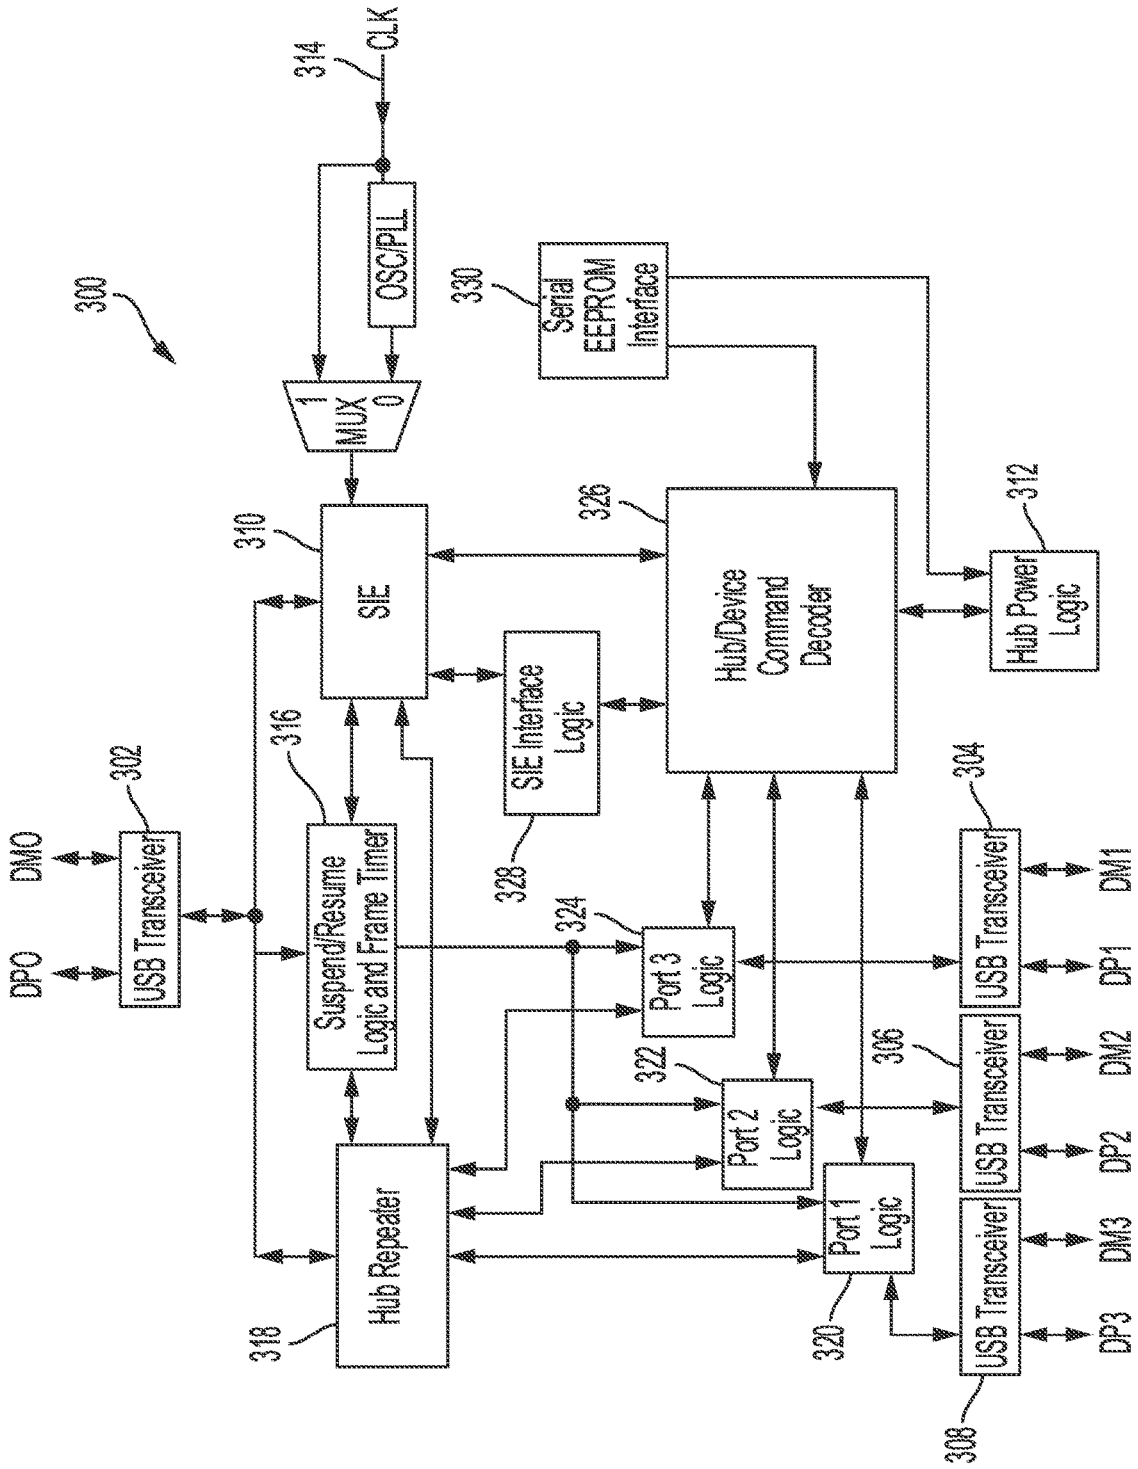 DPO
DMO
302
USB Transceiver
300
314
CLK
318
Hub Repeater
316
Suspend/Resume
Logic and Frame Timer
310
SIE
1
MUX
0
OSC/PLL
328
SIE Interface
Logic
330
Serial
EEPROM
Interface
324
Port 3
Logic
326
Hub/Device
Command
Decoder
322
Port 2
Logic
320
Port 1
Logic
312
Hub Power
Logic
308
USB Transceiver
306
USB Transceiver
304
USB Transceiver
DP3
DM3
DP2
DM2
DP1
DM1